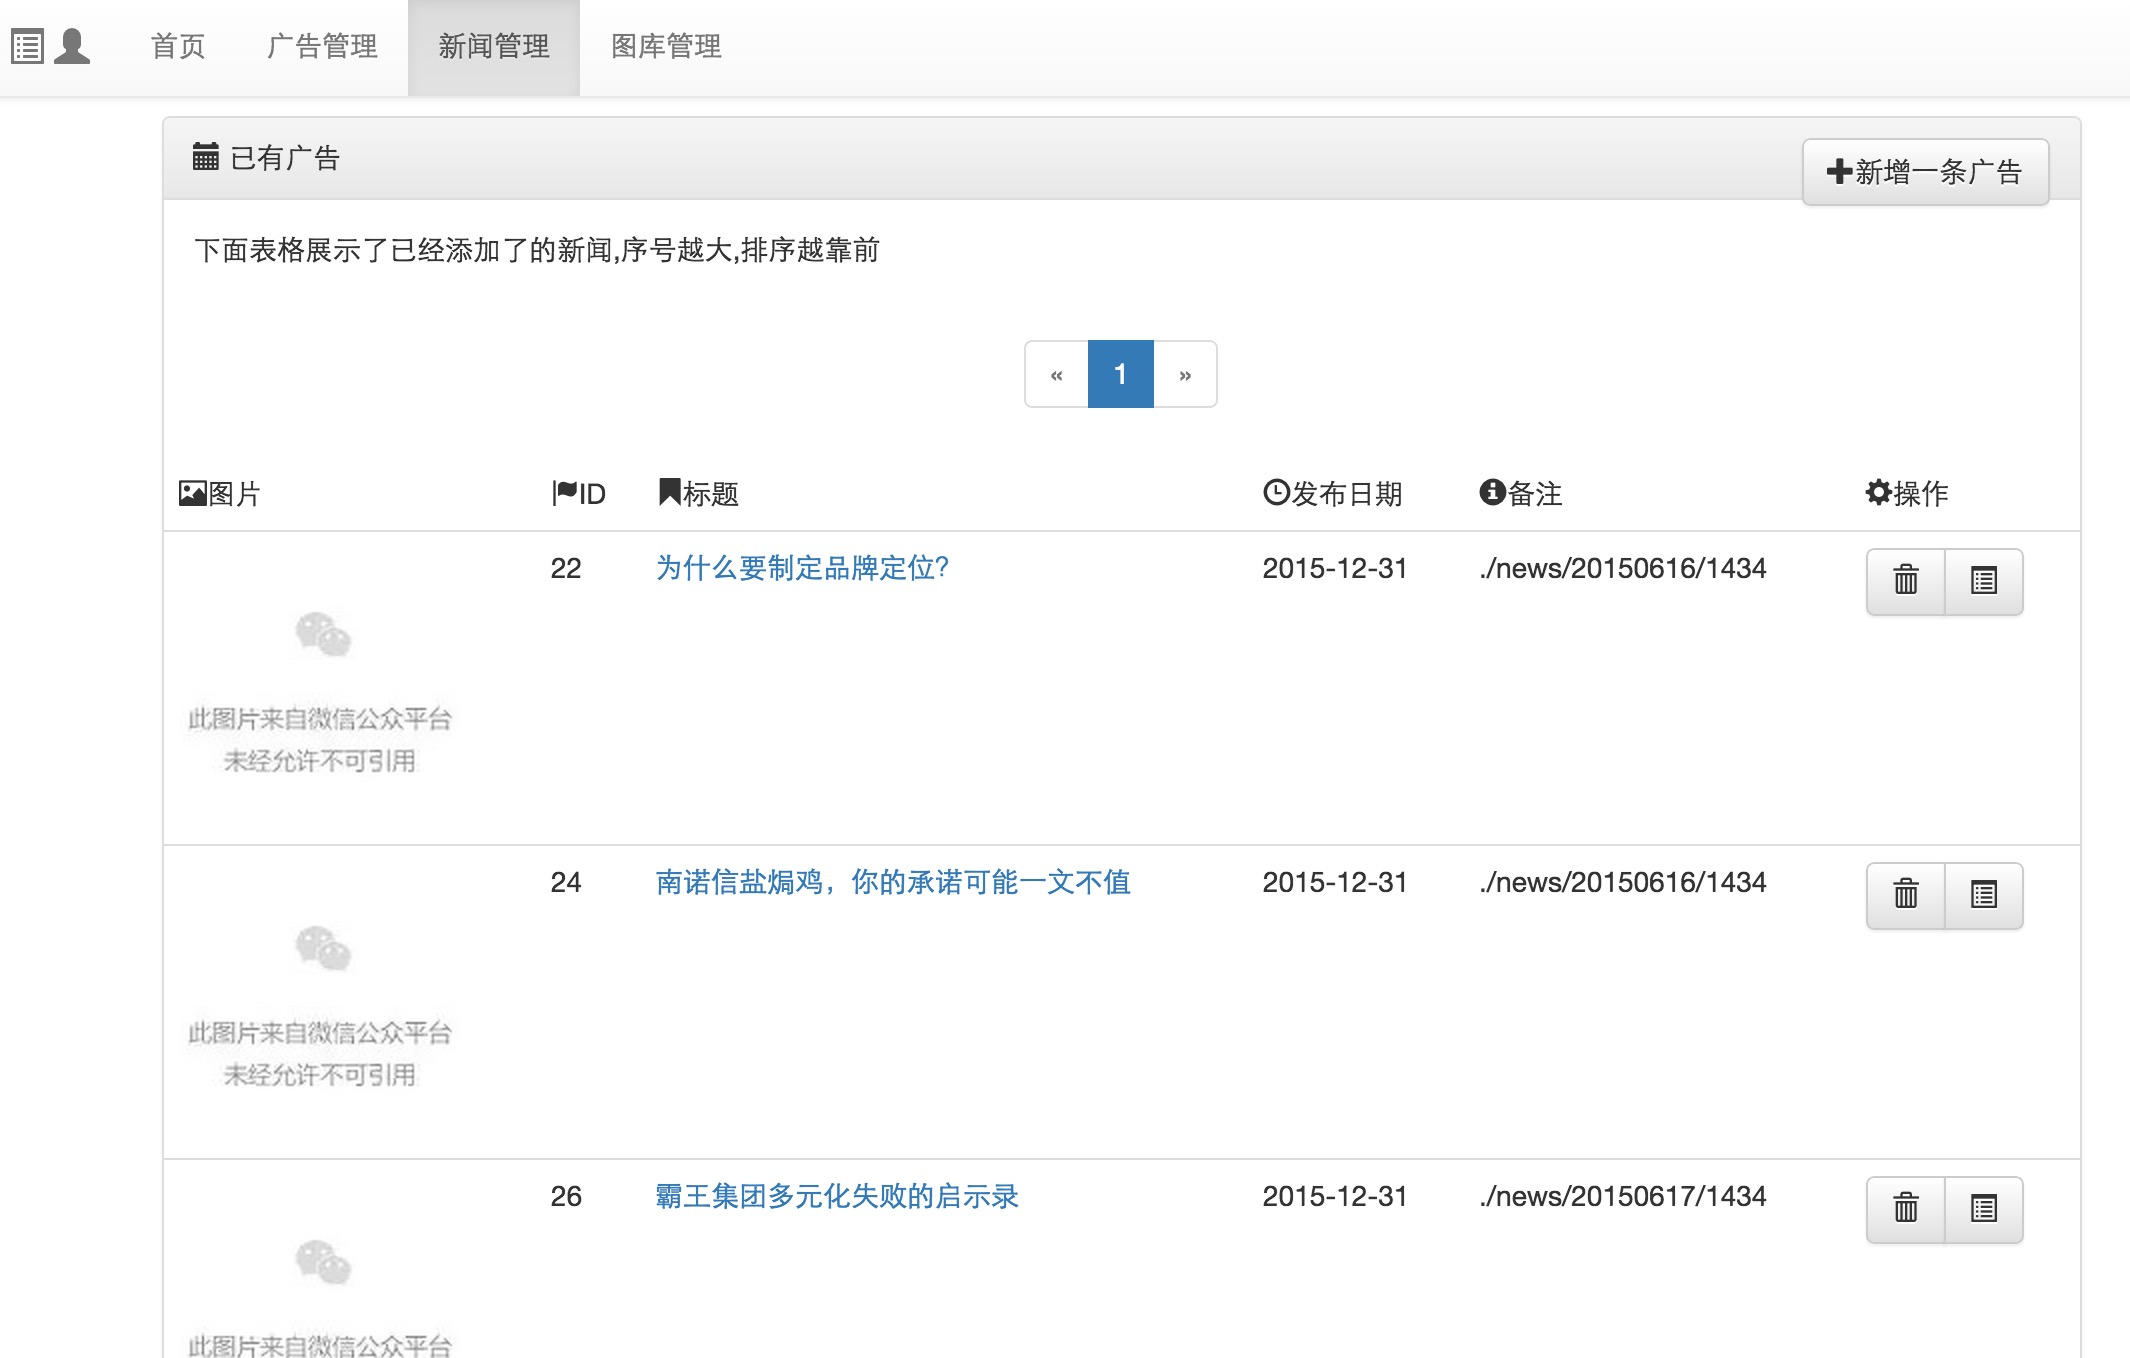 首页 广告管理 新闻管理 图库管理
已有广告
新增一条广告
下面表格展示了已经添加了的新闻,序号越大,排序越靠前
« 1 »
图片 ID 标题 发布日期 备注 操作
22 为什么要制定品牌定位? 2015-12-31 ./news/20150616/1434
此图片来自微信公众平台
未经允许不可引用
24 南诺信盐焗鸡，你的承诺可能一文不值 2015-12-31 ./news/20150616/1434
此图片来自微信公众平台
未经允许不可引用
26 霸王集团多元化失败的启示录 2015-12-31 ./news/20150617/1434
此图片来自微信公众平台